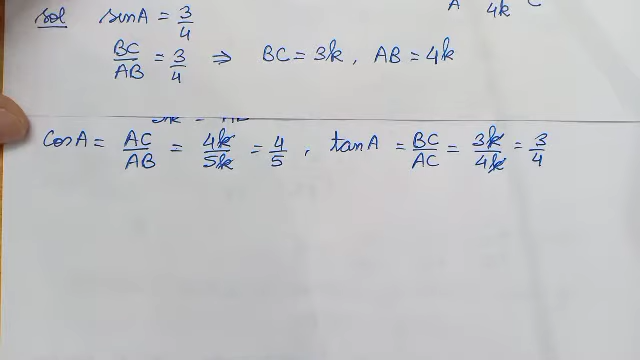 sol sinA = 3/4
A 4k C
BC/AB = 3/4 ⇒ BC = 3k, AB = 4k
CosA = AC/AB = 4k/5k = 4/5, tanA = BC/AC = 3k/4k = 3/4